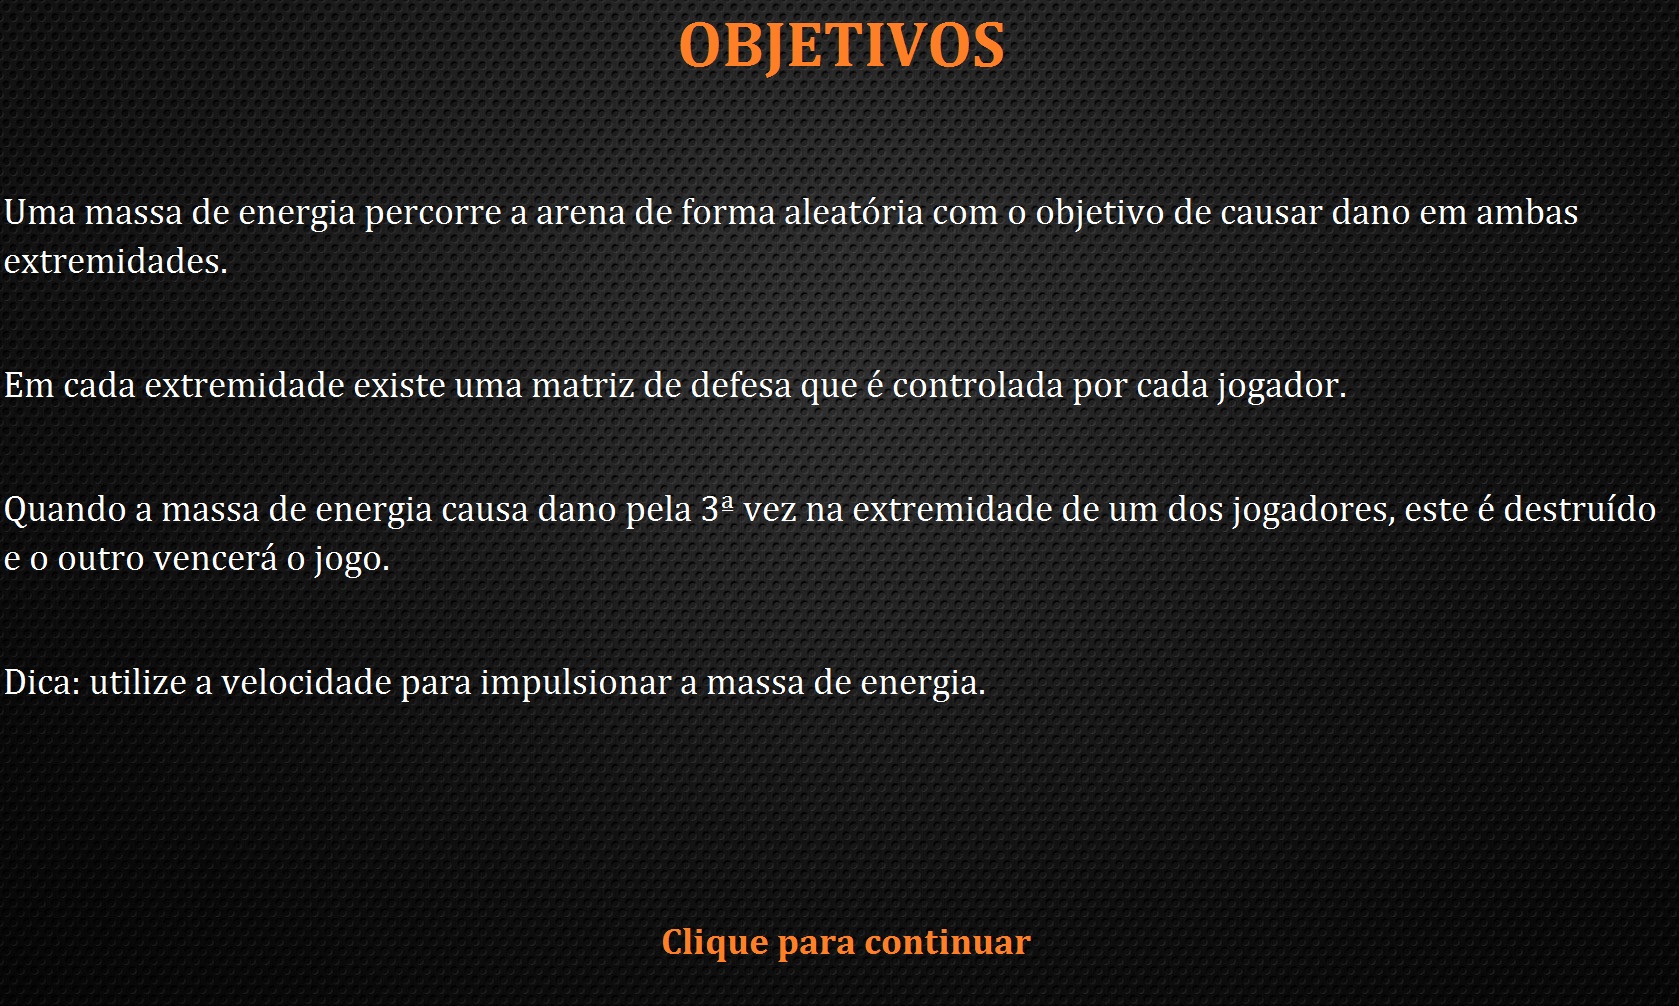 OBJETIVOS
Uma massa de energia percorre a arena de forma aleatória com o objetivo de causar dano em ambas
extremidades.
Em cada extremidade existe uma matriz de defesa que é controlada por cada jogador.
Quando a massa de energia causa dano pela 3ª vez na extremidade de um dos jogadores, este é destruído
e o outro vencerá o jogo.
Dica: utilize a velocidade para impulsionar a massa de energia.
Clique para continuar